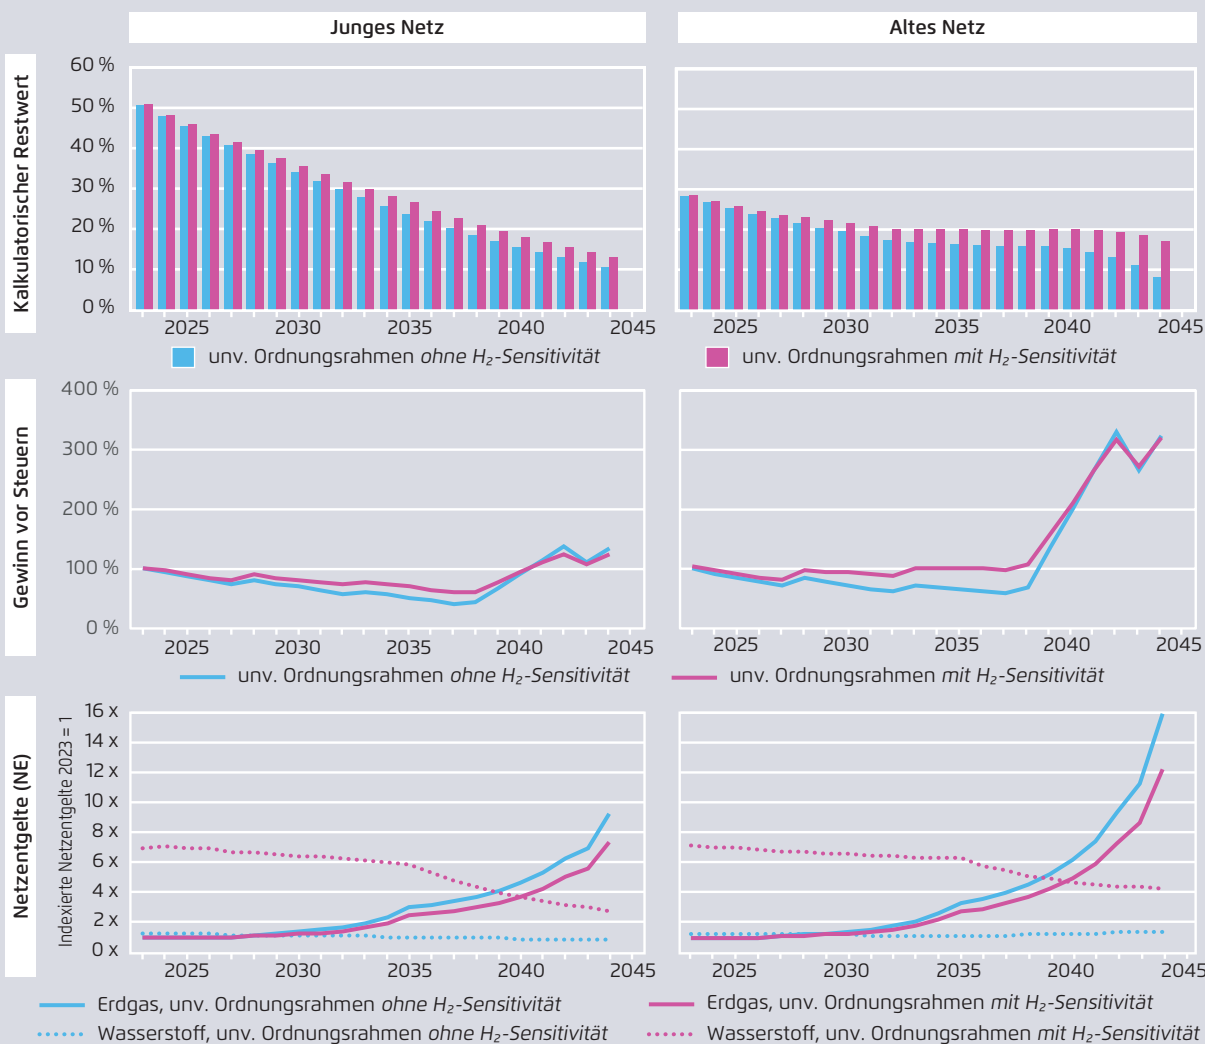 Junges Netz
Altes Netz
Kalkulatorischer Restwert
60 %
50 %
40 %
30 %
20 %
10 %
0 %
2025 2030 2035 2040 2045
2025 2030 2035 2040 2045
unv. Ordnungsrahmen ohne H₂-Sensitivität
unv. Ordnungsrahmen mit H₂-Sensitivität
Gewinn vor Steuern
400 %
300 %
200 %
100 %
0 %
2025 2030 2035 2040 2045
2025 2030 2035 2040 2045
unv. Ordnungsrahmen ohne H₂-Sensitivität
unv. Ordnungsrahmen mit H₂-Sensitivität
Netzentgelte (NE)
Indexierte Netzentgelte 2023 = 1
16 x
14 x
12 x
10 x
8 x
6 x
4 x
2 x
0 x
2025 2030 2035 2040 2045
2025 2030 2035 2040 2045
Erdgas, unv. Ordnungsrahmen ohne H₂-Sensitivität
Erdgas, unv. Ordnungsrahmen mit H₂-Sensitivität
Wasserstoff, unv. Ordnungsrahmen ohne H₂-Sensitivität
Wasserstoff, unv. Ordnungsrahmen mit H₂-Sensitivität